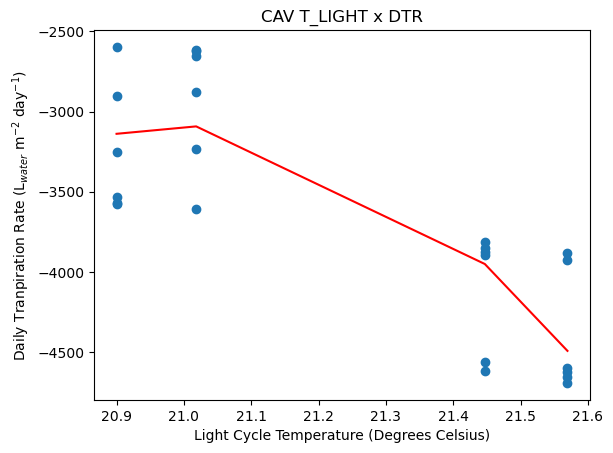 CAV T_LIGHT x DTR
Daily Tranpiration Rate (L_water m⁻² day⁻¹)
−2500
−3000
−3500
−4000
−4500
20.9 21.0 21.1 21.2 21.3 21.4 21.5 21.6
Light Cycle Temperature (Degrees Celsius)